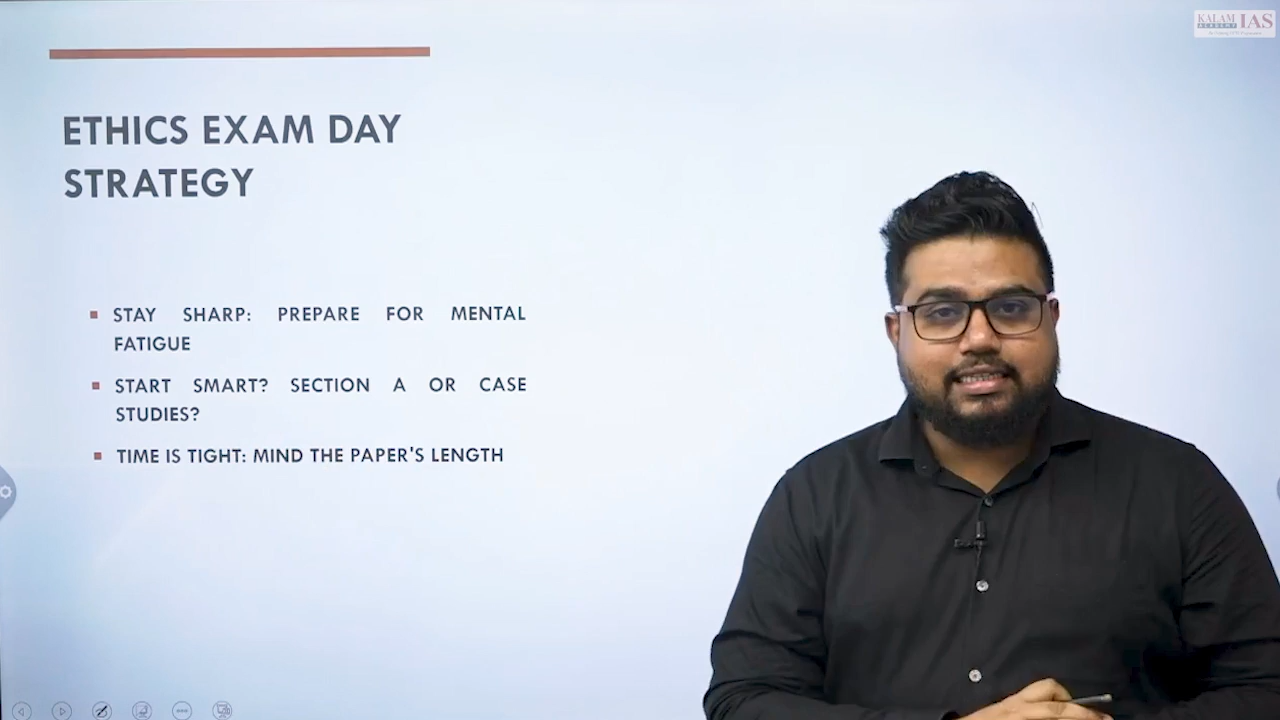 KALAM IAS
ACADEMY
ETHICS EXAM DAY
STRATEGY
STAY SHARP: PREPARE FOR MENTAL
FATIGUE
START SMART? SECTION A OR CASE
STUDIES?
TIME IS TIGHT: MIND THE PAPER'S LENGTH